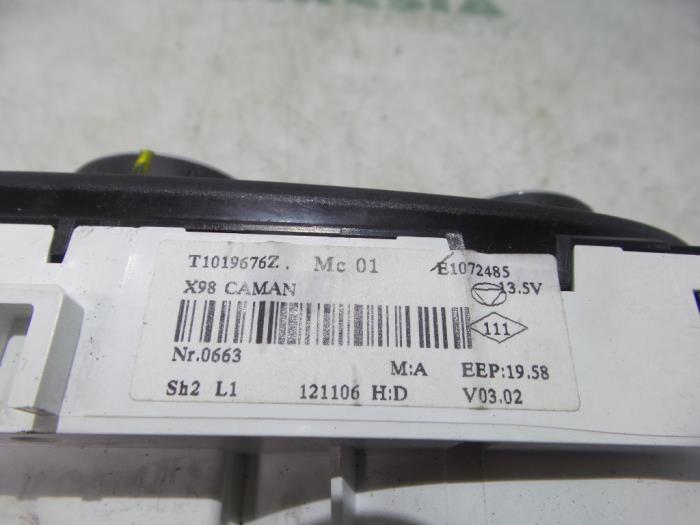 T1019676Z. Mc 01 E1072485
X98 CAMAN 13.5V
111
Nr.0663 M:A EEP:19.58
Sh2 L1 121106 H:D V03.02